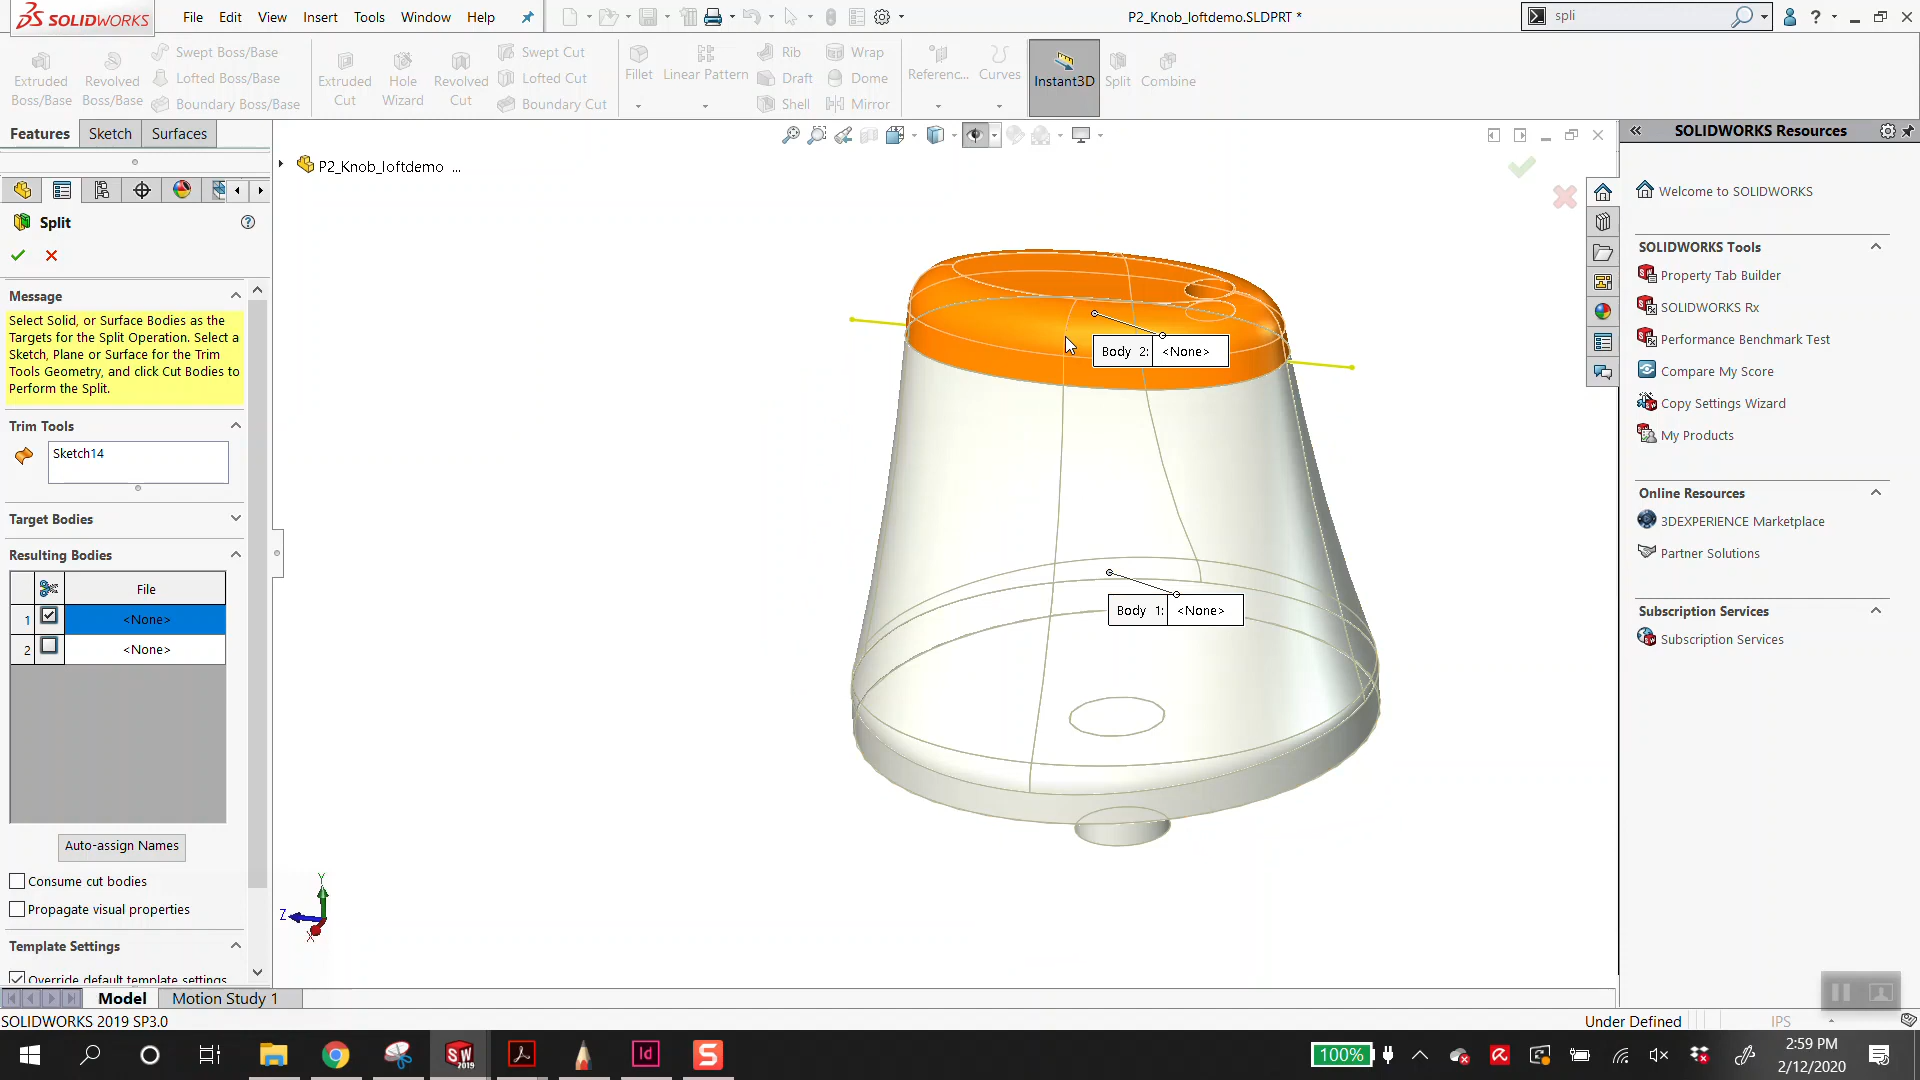 SOLIDWORKS
File
Edit
View
Insert
Tools
Window
Help
P2_Knob_loftdemo.SLDPRT *
spli
Extruded
Boss/Base
Revolved
Boss/Base
Swept Boss/Base
Lofted Boss/Base
Boundary Boss/Base
Extruded
Cut
Hole
Wizard
Revolved
Cut
Swept Cut
Lofted Cut
Boundary Cut
Fillet
Linear Pattern
Rib
Draft
Shell
Wrap
Dome
Mirror
Referenc...
Curves
Instant3D
Split
Combine
Features
Sketch
Surfaces
P2_Knob_loftdemo ...
Split
Message
Select Solid, or Surface Bodies as the
Targets for the Split Operation. Select a
Sketch, Plane or Surface for the Trim
Tools Geometry, and click Cut Bodies to
Perform the Split.
Trim Tools
Sketch14
Target Bodies
Resulting Bodies
File
1 <None>
2 <None>
Auto-assign Names
Consume cut bodies
Propagate visual properties
Template Settings
Override default template settings
Body 2: <None>
Body 1: <None>
Y
Z
X
SOLIDWORKS Resources
Welcome to SOLIDWORKS
SOLIDWORKS Tools
Property Tab Builder
SOLIDWORKS Rx
Performance Benchmark Test
Compare My Score
Copy Settings Wizard
My Products
Online Resources
3DEXPERIENCE Marketplace
Partner Solutions
Subscription Services
Subscription Services
Model
Motion Study 1
SOLIDWORKS 2019 SP3.0
Under Defined
IPS
SW
2019
Id
S
100%
2:59 PM
2/12/2020